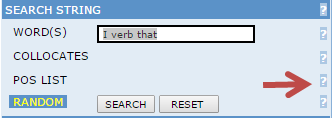 SEARCH STRING ?
WORD(S) I verb that ?
COLLOCATES ?
POS LIST ?
RANDOM SEARCH RESET ?